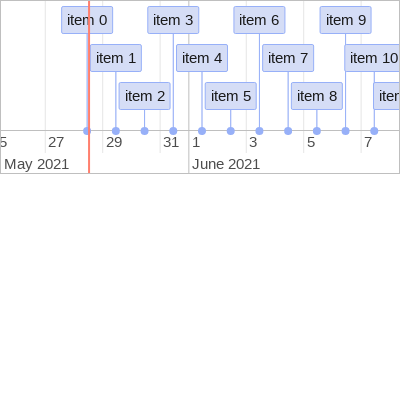 item 0 item 3 item 6 item 9
item 1 item 4 item 7 item 10
item 2 item 5 item 8
27 29 31 1 3 5 7
May 2021 June 2021